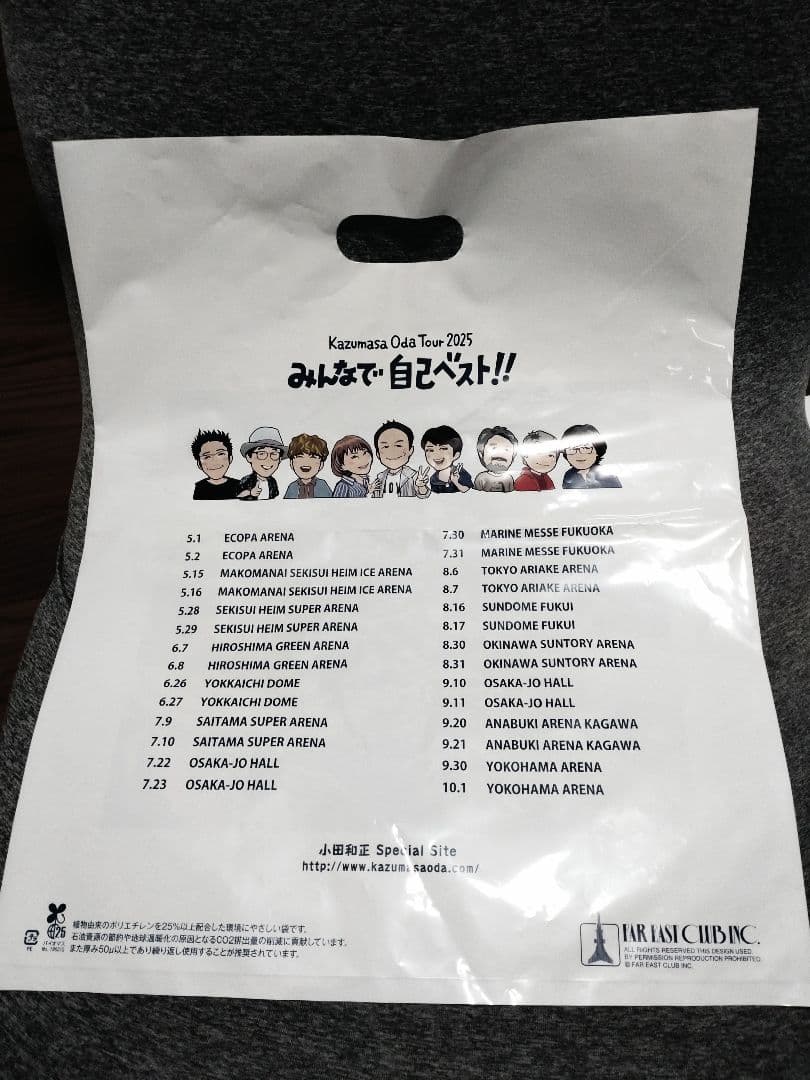 Kazumasa Oda Tour 2025
みんなで 自己ベスト!!
5.1 ECOPA ARENA
5.2 ECOPA ARENA
5.15 MAKOMANAI SEKISUI HEIM ICE ARENA
5.16 MAKOMANAI SEKISUI HEIM ICE ARENA
5.28 SEKISUI HEIM SUPER ARENA
5.29 SEKISUI HEIM SUPER ARENA
6.7 HIROSHIMA GREEN ARENA
6.8 HIROSHIMA GREEN ARENA
6.26 YOKKAICHI DOME
6.27 YOKKAICHI DOME
7.9 SAITAMA SUPER ARENA
7.10 SAITAMA SUPER ARENA
7.22 OSAKA-JO HALL
7.23 OSAKA-JO HALL
7.30 MARINE MESSE FUKUOKA
7.31 MARINE MESSE FUKUOKA
8.6 TOKYO ARIAKE ARENA
8.7 TOKYO ARIAKE ARENA
8.16 SUNDOME FUKUI
8.17 SUNDOME FUKUI
8.30 OKINAWA SUNTORY ARENA
8.31 OKINAWA SUNTORY ARENA
9.10 OSAKA-JO HALL
9.11 OSAKA-JO HALL
9.20 ANABUKI ARENA KAGAWA
9.21 ANABUKI ARENA KAGAWA
9.30 YOKOHAMA ARENA
10.1 YOKOHAMA ARENA
小田和正 Special Site
http://www.kazumasaoda.com/
プラ
PE
25
バイオマス
植物由来のポリエチレンを25%以上配合した環境にやさしい袋です。
石油資源の節約や地球温暖化の原因となるCO2排出量の削減に貢献しています。
また厚み50μ以上であり繰り返し使用することが推奨されています。
FAR EAST CLUB INC.
ALL RIGHTS RESERVED THIS DESIGN USED.
BY PERMISSION REPRODUCTION PROHIBITED.
© FAR EAST CLUB INC.